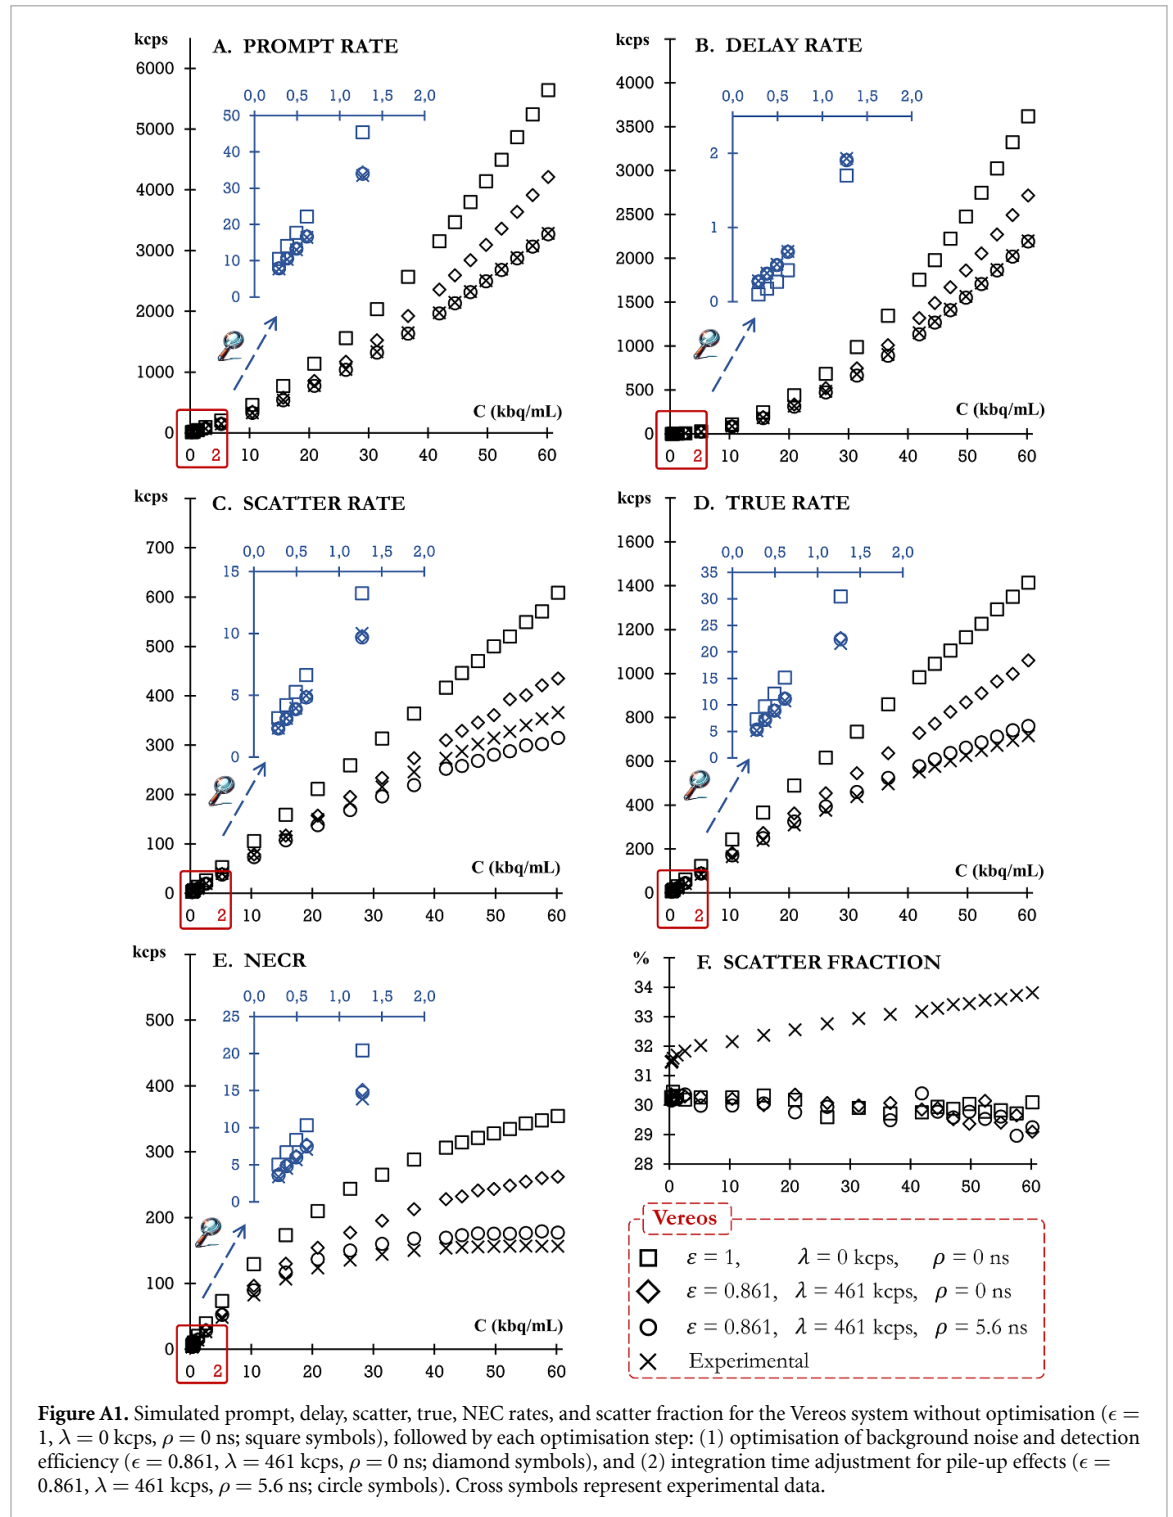 kcps
A. PROMPT RATE
6000
5000
4000
3000
2000
1000
0
0,0 0,5 1,0 1,5 2,0
50
40
30
20
10
0
C (kbq/mL)
0 2 10 20 30 40 50 60
kcps
B. DELAY RATE
4000
3500
3000
2500
2000
1500
1000
500
0
0,0 0,5 1,0 1,5 2,0
2
1
0
C (kbq/mL)
0 2 10 20 30 40 50 60
kcps
C. SCATTER RATE
700
600
500
400
300
200
100
0
0,0 0,5 1,0 1,5 2,0
15
10
5
0
C (kbq/mL)
0 2 10 20 30 40 50 60
kcps
D. TRUE RATE
1600
1400
1200
1000
800
600
400
200
0
0,0 0,5 1,0 1,5 2,0
35
30
25
20
15
10
5
0
C (kbq/mL)
0 2 10 20 30 40 50 60
kcps
E. NECR
500
400
300
200
100
0
0,0 0,5 1,0 1,5 2,0
25
20
15
10
5
0
C (kbq/mL)
0 2 10 20 30 40 50 60
%
F. SCATTER FRACTION
34
33
32
31
30
29
28
0 10 20 30 40 50 60
Vereos
ε = 1, λ = 0 kcps, ρ = 0 ns
ε = 0.861, λ = 461 kcps, ρ = 0 ns
ε = 0.861, λ = 461 kcps, ρ = 5.6 ns
Experimental
Figure A1. Simulated prompt, delay, scatter, true, NEC rates, and scatter fraction for the Vereos system without optimisation (ϵ =
1, λ = 0 kcps, ρ = 0 ns; square symbols), followed by each optimisation step: (1) optimisation of background noise and detection
efficiency (ϵ = 0.861, λ = 461 kcps, ρ = 0 ns; diamond symbols), and (2) integration time adjustment for pile-up effects (ϵ =
0.861, λ = 461 kcps, ρ = 5.6 ns; circle symbols). Cross symbols represent experimental data.